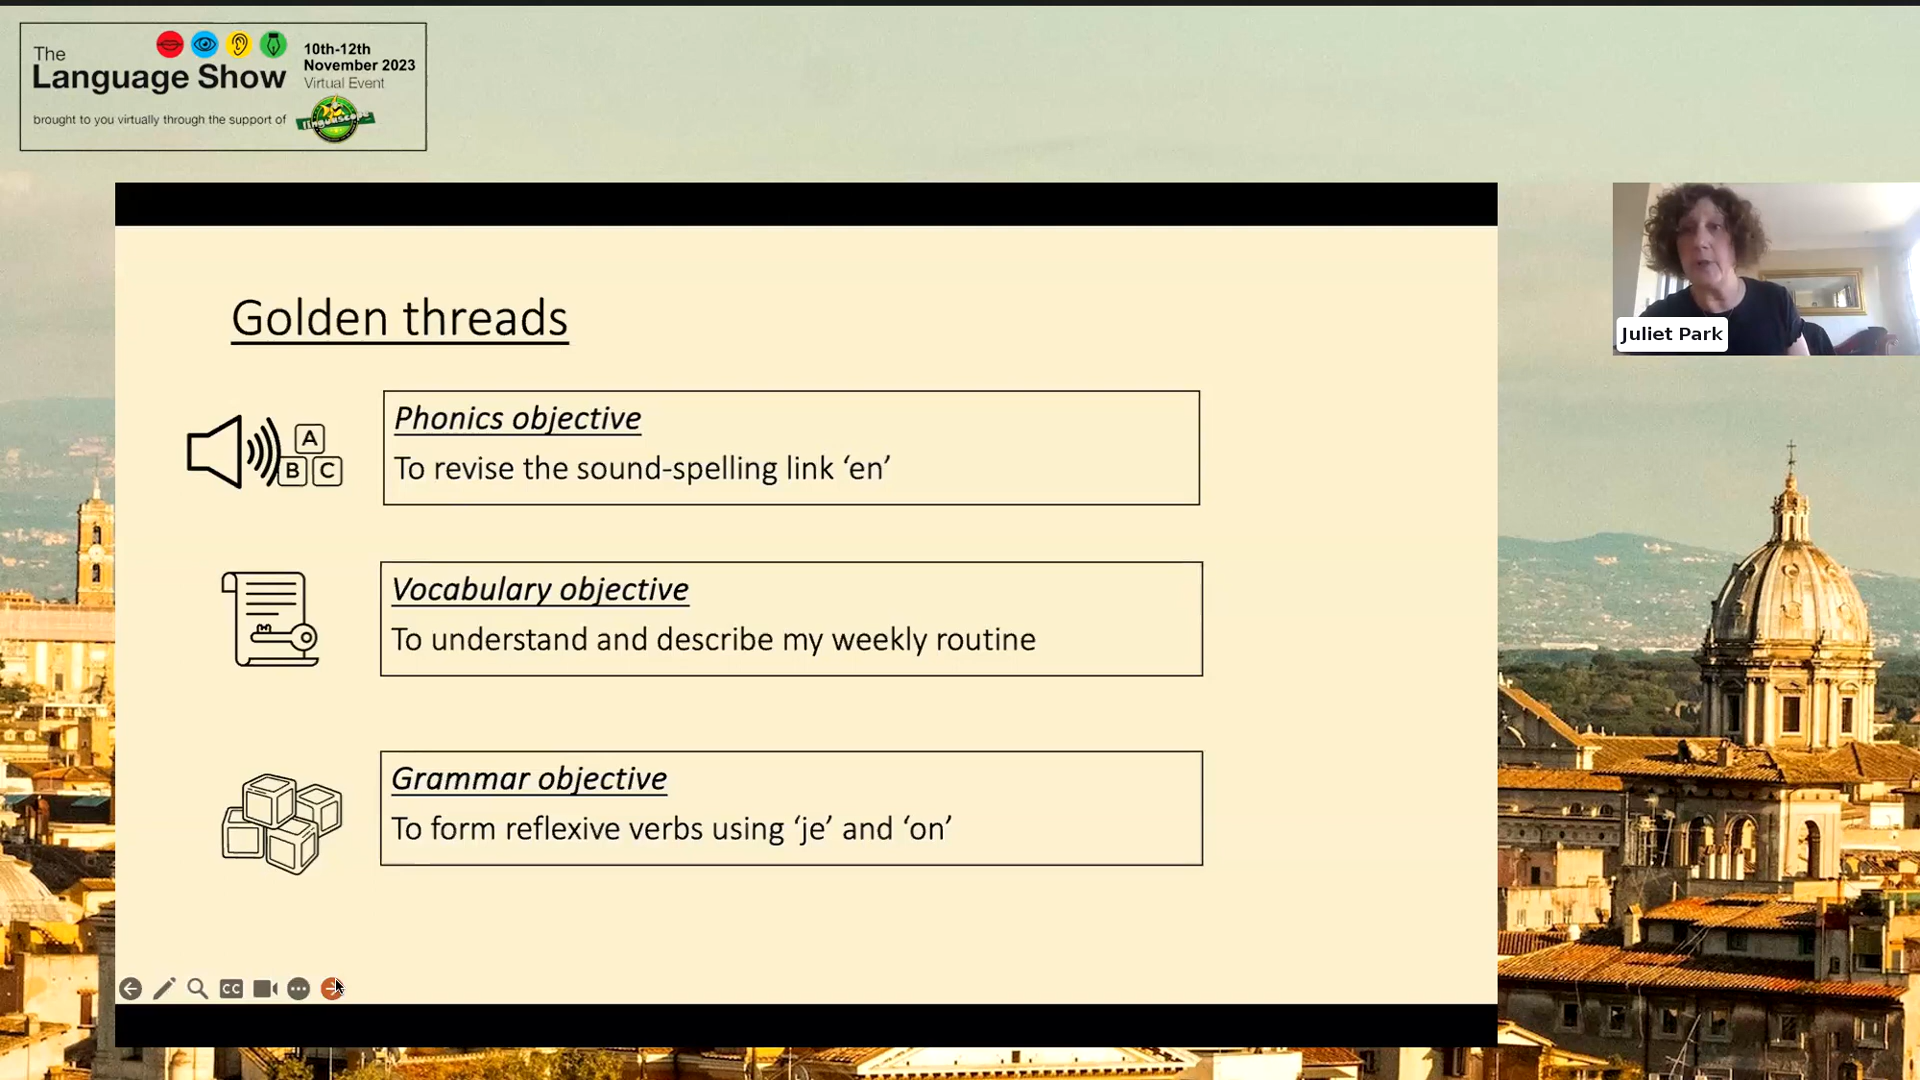 The
Language Show
10th-12th
November 2023
Virtual Event
brought to you virtually through the support of
linguascope
Golden threads
A
B C
Phonics objective
To revise the sound-spelling link ‘en’
Vocabulary objective
To understand and describe my weekly routine
Grammar objective
To form reflexive verbs using ‘je’ and ‘on’
CC
Juliet Park